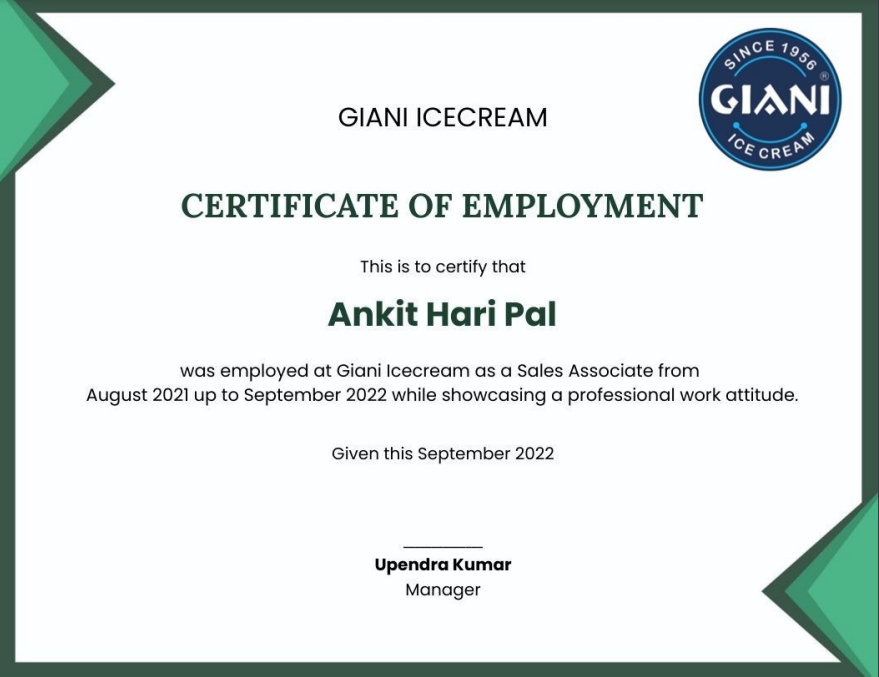 SINCE 1956
GIANI®
ICE CREAM
GIANI ICECREAM
CERTIFICATE OF EMPLOYMENT
This is to certify that
Ankit Hari Pal
was employed at Giani Icecream as a Sales Associate from
August 2021 up to September 2022 while showcasing a professional work attitude.
Given this September 2022
Upendra Kumar
Manager